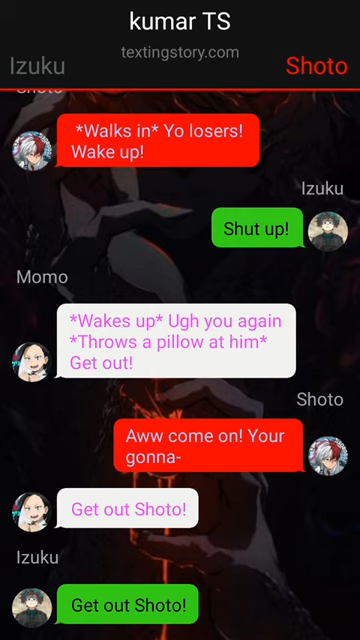 kumar TS
textingstory.com
Izuku
Shoto
Shoto
*Walks in* Yo losers!
Wake up!
Izuku
Shut up!
Momo
*Wakes up* Ugh you again
*Throws a pillow at him*
Get out!
Shoto
Aww come on! Your
gonna-
Get out Shoto!
Izuku
Get out Shoto!